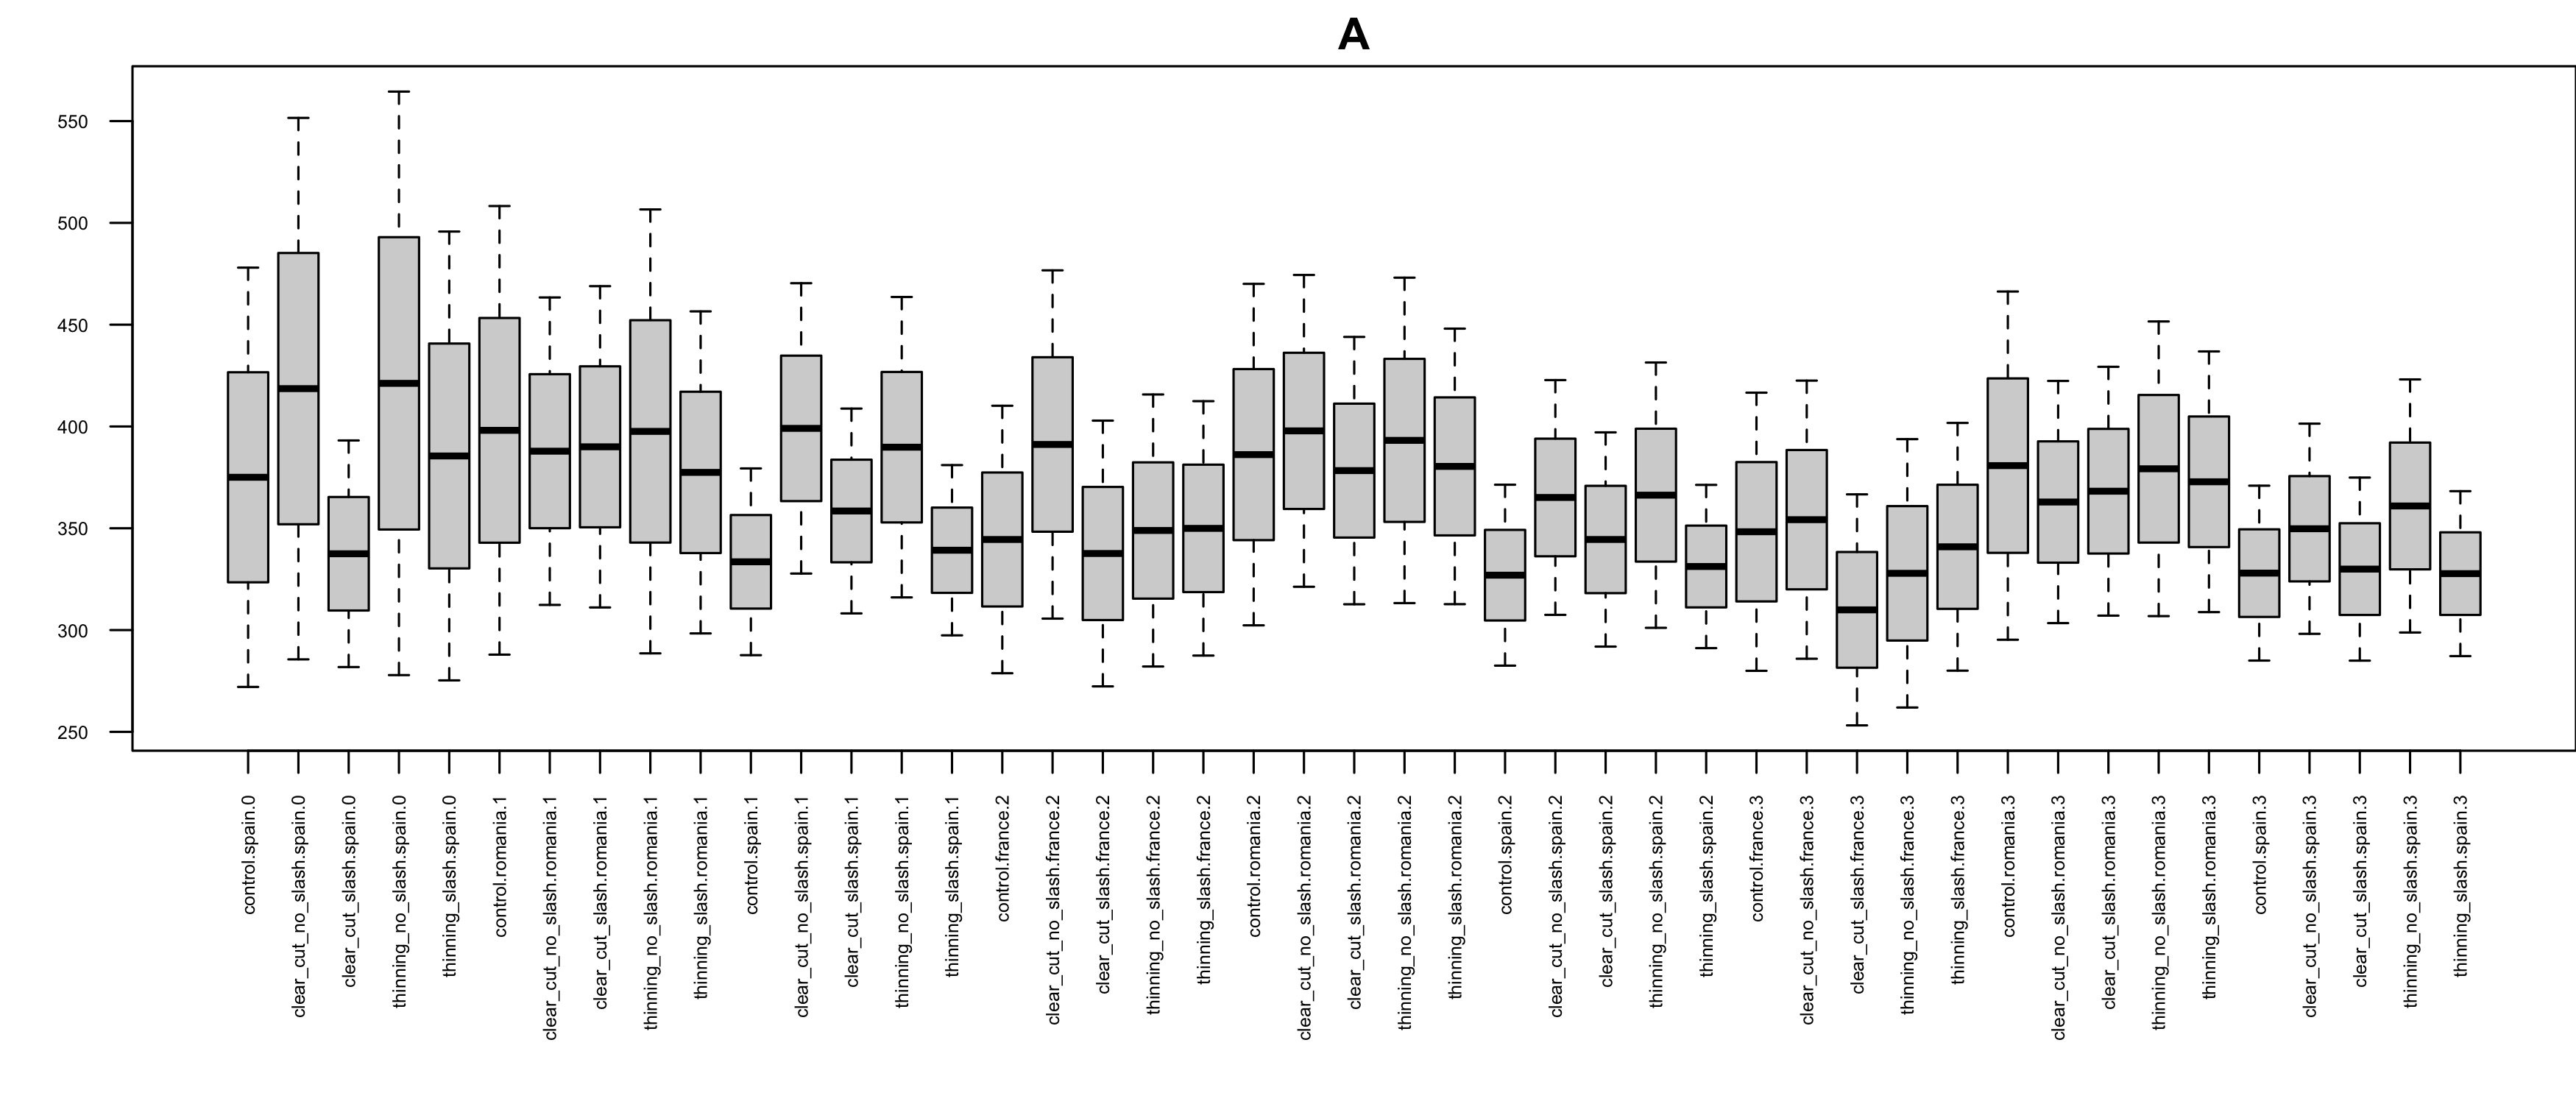 A
550
500
450
400
350
300
250
control.spain.0
clear_cut_no_slash.spain.0
clear_cut_slash.spain.0
thinning_no_slash.spain.0
thinning_slash.spain.0
control.romania.1
clear_cut_no_slash.romania.1
clear_cut_slash.romania.1
thinning_no_slash.romania.1
thinning_slash.romania.1
control.spain.1
clear_cut_no_slash.spain.1
clear_cut_slash.spain.1
thinning_no_slash.spain.1
thinning_slash.spain.1
control.france.2
clear_cut_no_slash.france.2
clear_cut_slash.france.2
thinning_no_slash.france.2
thinning_slash.france.2
control.romania.2
clear_cut_no_slash.romania.2
clear_cut_slash.romania.2
thinning_no_slash.romania.2
thinning_slash.romania.2
control.spain.2
clear_cut_no_slash.spain.2
clear_cut_slash.spain.2
thinning_no_slash.spain.2
thinning_slash.spain.2
control.france.3
clear_cut_no_slash.france.3
clear_cut_slash.france.3
thinning_no_slash.france.3
thinning_slash.france.3
control.romania.3
clear_cut_no_slash.romania.3
clear_cut_slash.romania.3
thinning_no_slash.romania.3
thinning_slash.romania.3
control.spain.3
clear_cut_no_slash.spain.3
clear_cut_slash.spain.3
thinning_no_slash.spain.3
thinning_slash.spain.3